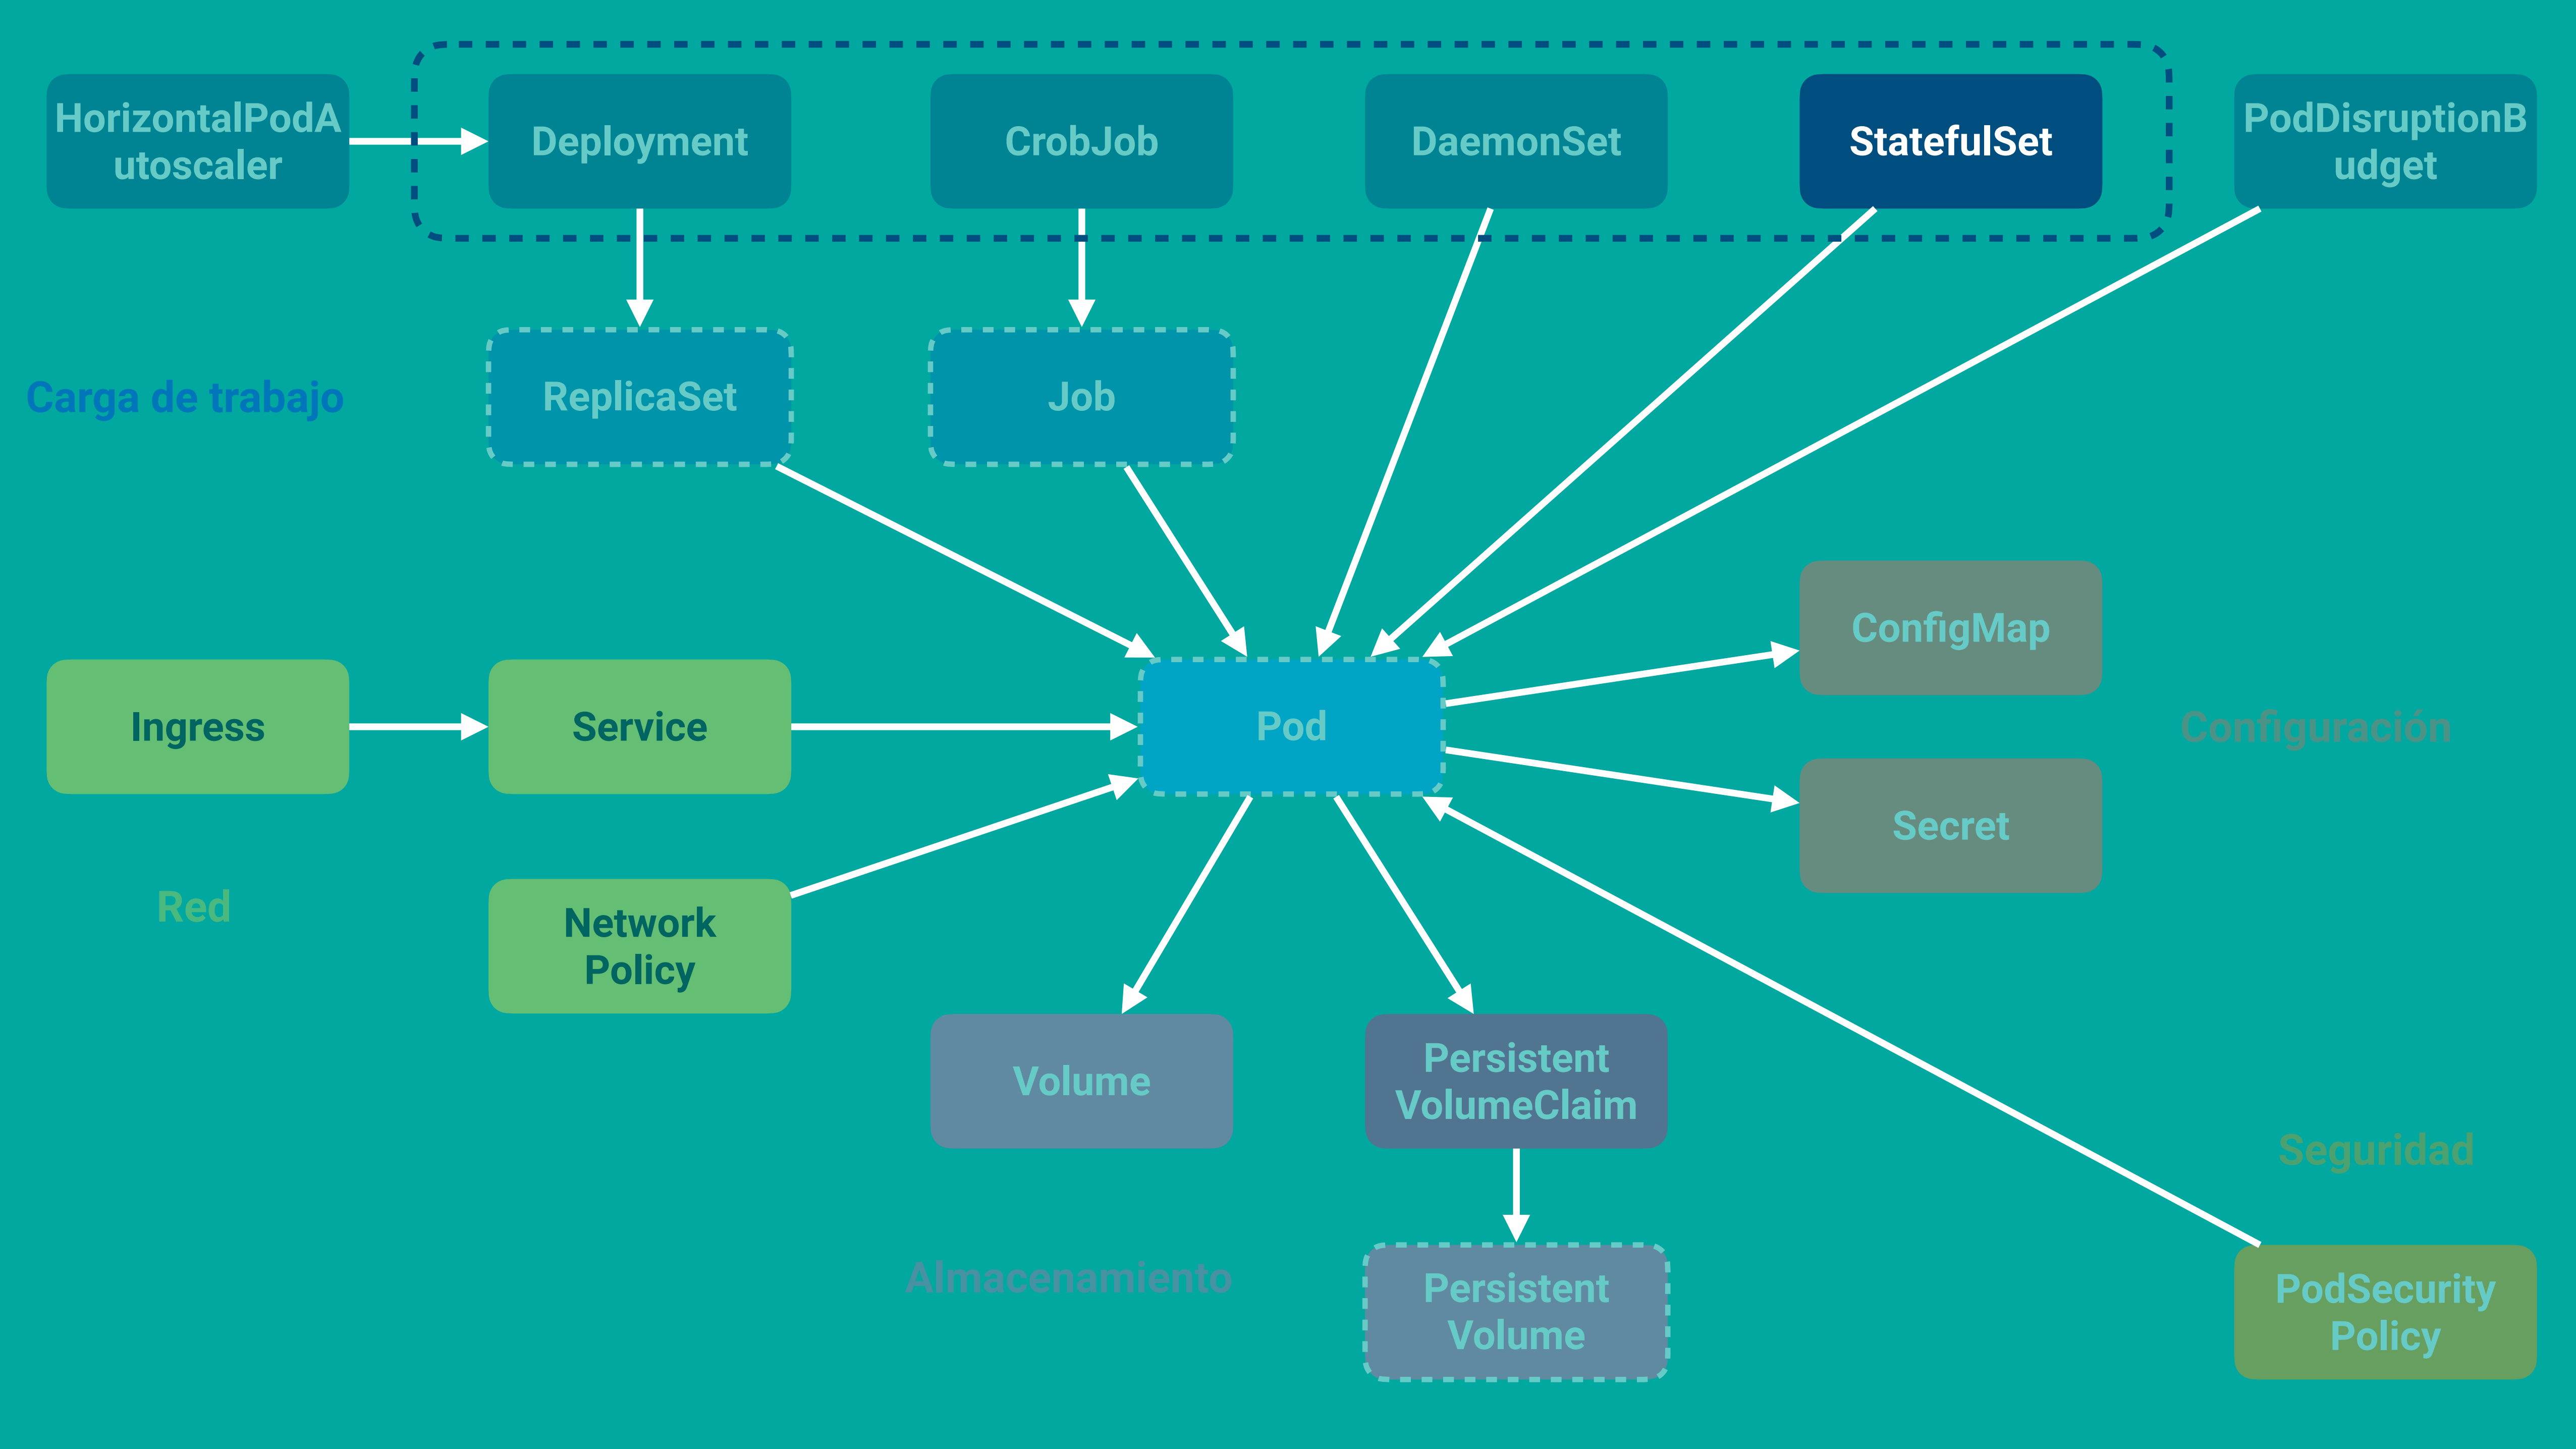 HorizontalPodA
utoscaler
Deployment
CrobJob
DaemonSet
StatefulSet
PodDisruptionB
udget
Carga de trabajo
ReplicaSet
Job
ConfigMap
Ingress
Service
Pod
Configuración
Secret
Red
Network
Policy
Volume
Persistent
VolumeClaim
Seguridad
Almacenamiento
Persistent
Volume
PodSecurity
Policy